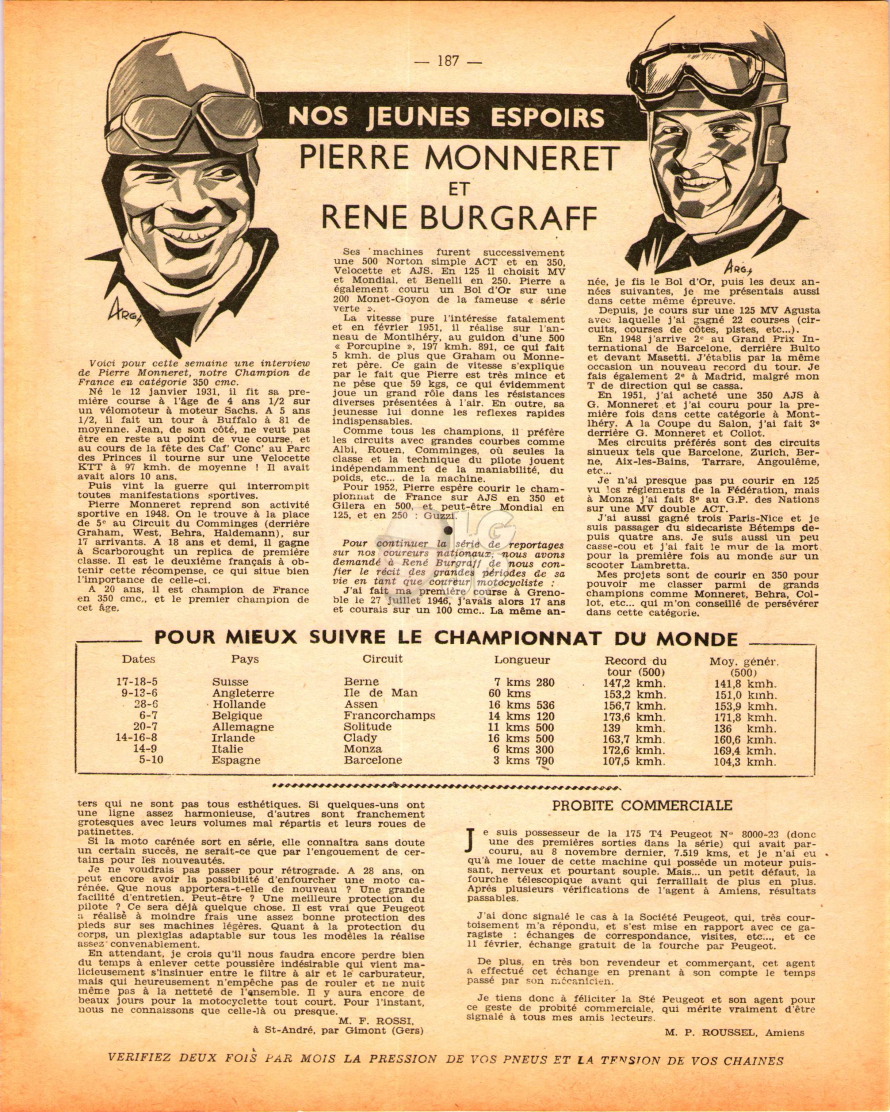 — 187 —
NOS JEUNES ESPOIRS
PIERRE MONNERET
ET
RENE BURGRAFF
ARGS
ARGS
Voici pour cette semaine une interview
de Pierre Monneret, notre Champion de
France en catégorie 350 cmc.
Né le 12 janvier 1931, il fit sa pre-
mière course à l'âge de 4 ans 1/2 sur
un vélomoteur à moteur Sachs. A 5 ans
1/2, il fait un tour à Buffalo à 81 de
moyenne. Jean, de son côté, ne veut pas
être en reste au point de vue course, et
au cours de la fête des Caf' Conc' au Parc
des Princes il tourne sur une Velocette
KTT à 97 kmh. de moyenne ! Il avait
avait alors 10 ans.
Puis vint la guerre qui interrompit
toutes manifestations sportives.
Pierre Monneret reprend son activité
sportive en 1948. On le trouve à la place
de 5e au Circuit du Comminges (derrière
Graham, West, Behra, Haldemann), sur
17 arrivants. A 18 ans et demi, il gagne
à Scarborought un replica de première
classe. Il est le deuxième français à ob-
tenir cette récompense, ce qui situe bien
l'importance de celle-ci.
A 20 ans, il est champion de France
en 350 cmc., et le premier champion de
cet âge.
Ses machines furent successivement
une 500 Norton simple ACT et en 350,
Velocette et AJS. En 125 il choisit MV
et Mondial, et Benelli en 250. Pierre a
également couru un Bol d'Or sur une
200 Monet-Goyon de la fameuse « série
verte ».
La vitesse pure l'intéresse fatalement
et en février 1951, il réalise sur l'an-
neau de Montlhéry, au guidon d'une 500
« Porcupine », 197 kmh. 891, ce qui fait
5 kmh. de plus que Graham ou Monne-
ret père. Ce gain de vitesse s'explique
par le fait que Pierre est très mince et
ne pèse que 59 kgs, ce qui évidemment
joue un grand rôle dans les résistances
diverses présentées à l'air. En outre, sa
jeunesse lui donne les reflexes rapides
indispensables.
Comme tous les champions, il préfère
les circuits avec grandes courbes comme
Albi, Rouen, Comminges, où seules la
classe et la technique du pilote jouent
indépendamment de la maniabilité, du
poids, etc... de la machine.
Pour 1952, Pierre espère courir le cham-
pionnat de France sur AJS en 350 et
Gilera en 500, et peut-être Mondial en
125, et en 250 : Guzzi.
Pour continuer la série de reportages
sur nos coureurs nationaux, nous avons
demandé à René Burgraff de nous con-
fier le récit des grandes périodes de sa
vie en tant que coureur motocycliste :
J'ai fait ma première course à Greno-
ble le 27 juillet 1946, j'avais alors 17 ans
et courais sur un 100 cmc.. La même an-
née, je fis le Bol d'Or, puis les deux an-
nées suivantes, je me présentais aussi
dans cette même épreuve.
Depuis, je cours sur une 125 MV Agusta
avec laquelle j'ai gagné 22 courses (cir-
cuits, courses de côtes, pistes, etc...).
En 1948 j'arrive 2e au Grand Prix In-
ternational de Barcelone, derrière Bulto
et devant Masetti. J'établis par la même
occasion un nouveau record du tour. Je
fais également 2e à Madrid, malgré mon
T de direction qui se cassa.
En 1951, j'ai acheté une 350 AJS à
G. Monneret et j'ai couru pour la pre-
mière fois dans cette catégorie à Mont-
lhéry. A la Coupe du Salon, j'ai fait 3e
derrière G. Monneret et Collot.
Mes circuits préférés sont des circuits
sinueux tels que Barcelone, Zurich, Ber-
ne, Aix-les-Bains, Tarrare, Angoulême,
etc...
Je n'ai presque pas pu courir en 125
vu les réglements de la Fédération, mais
à Monza j'ai fait 8e au G.P. des Nations
sur une MV double ACT.
J'ai aussi gagné trois Paris-Nice et je
suis passager du sidecariste Bétemps de-
puis quatre ans. Je suis aussi un peu
casse-cou et j'ai fait le mur de la mort
pour la première fois au monde sur un
scooter Lambretta.
Mes projets sont de courir en 350 pour
pouvoir me classer parmi de grands
champions comme Monneret, Behra, Col-
lot, etc... qui m'on conseillé de persévérer
dans cette catégorie.
POUR MIEUX SUIVRE LE CHAMPIONNAT DU MONDE
Dates Pays Circuit Longueur Record du tour (500) Moy. génér. (500)
17-18-5 Suisse Berne 7 kms 280 147,2 kmh. 141,8 kmh.
9-13-6 Angleterre Ile de Man 60 kms 153,2 kmh. 151,0 kmh.
28-6 Hollande Assen 16 kms 536 156,7 kmh. 153,9 kmh.
6-7 Belgique Francorchamps 14 kms 120 173,6 kmh. 171,8 kmh.
20-7 Allemagne Solitude 11 kms 500 139 kmh. 136 kmh.
14-16-8 Irlande Clady 16 kms 500 163,7 kmh. 160,6 kmh.
14-9 Italie Monza 6 kms 300 172,6 kmh. 169,4 kmh.
5-10 Espagne Barcelone 3 kms 790 107,5 kmh. 104,3 kmh.
ters qui ne sont pas tous esthétiques. Si quelques-uns ont
une ligne assez harmonieuse, d'autres sont franchement
grotesques avec leurs volumes mal répartis et leurs roues de
patinettes.
Si la moto carénée sort en série, elle connaîtra sans doute
un certain succès, ne serait-ce que par l'engouement de cer-
tains pour les nouveautés.
Je ne voudrais pas passer pour rétrograde. A 28 ans, on
peut encore avoir la possibilité d'enfourcher une moto ca-
rénée. Que nous apportera-t-elle de nouveau ? Une grande
facilité d'entretien. Peut-être ? Une meilleure protection du
pilote ? Ce sera déjà quelque chose. Il est vrai que Peugeot
a réalisé à moindre frais une assez bonne protection des
pieds sur ses machines légères. Quant à la protection du
corps, un plexiglas adaptable sur tous les modèles la réalise
assez convenablement.
En attendant, je crois qu'il nous faudra encore perdre bien
du temps à enlever cette poussière indésirable qui vient ma-
licieusement s'insinuer entre le filtre à air et le carburateur,
mais qui heureusement n'empêche pas de rouler et ne nuit
même pas à la netteté de l'ensemble. Il y aura encore de
beaux jours pour la motocyclette tout court. Pour l'instant,
nous ne connaissons que celle-là ou presque.
M. F. ROSSI,
à St-André, par Gimont (Gers)
PROBITE COMMERCIALE
Je suis possesseur de la 175 T4 Peugeot N° 8000-23 (donc
une des premières sorties dans la série) qui avait par-
couru, au 8 novembre dernier, 7.519 kms, et je n'ai eu
qu'à me louer de cette machine qui possède un moteur puis-
sant, nerveux et pourtant souple. Mais... un petit défaut, la
fourche télescopique avant qui ferraillait de plus en plus.
Après plusieurs vérifications de l'agent à Amiens, résultats
passables.
J'ai donc signalé le cas à la Société Peugeot, qui, très cour-
toisement m'a répondu, et s'est mise en rapport avec ce ga-
ragiste : échanges de correspondance, visites, etc..., et ce
11 février, échange gratuit de la fourche par Peugeot.
De plus, en très bon revendeur et commerçant, cet agent
a effectué cet échange en prenant à son compte le temps
passé par son mécanicien.
Je tiens donc à féliciter la Sté Peugeot et son agent pour
ce geste de probité commerciale, qui mérite vraiment d'être
signalé à tous mes amis lecteurs.
M. P. ROUSSEL, Amiens
VERIFIEZ DEUX FOIS PAR MOIS LA PRESSION DE VOS PNEUS ET LA TENSION DE VOS CHAINES